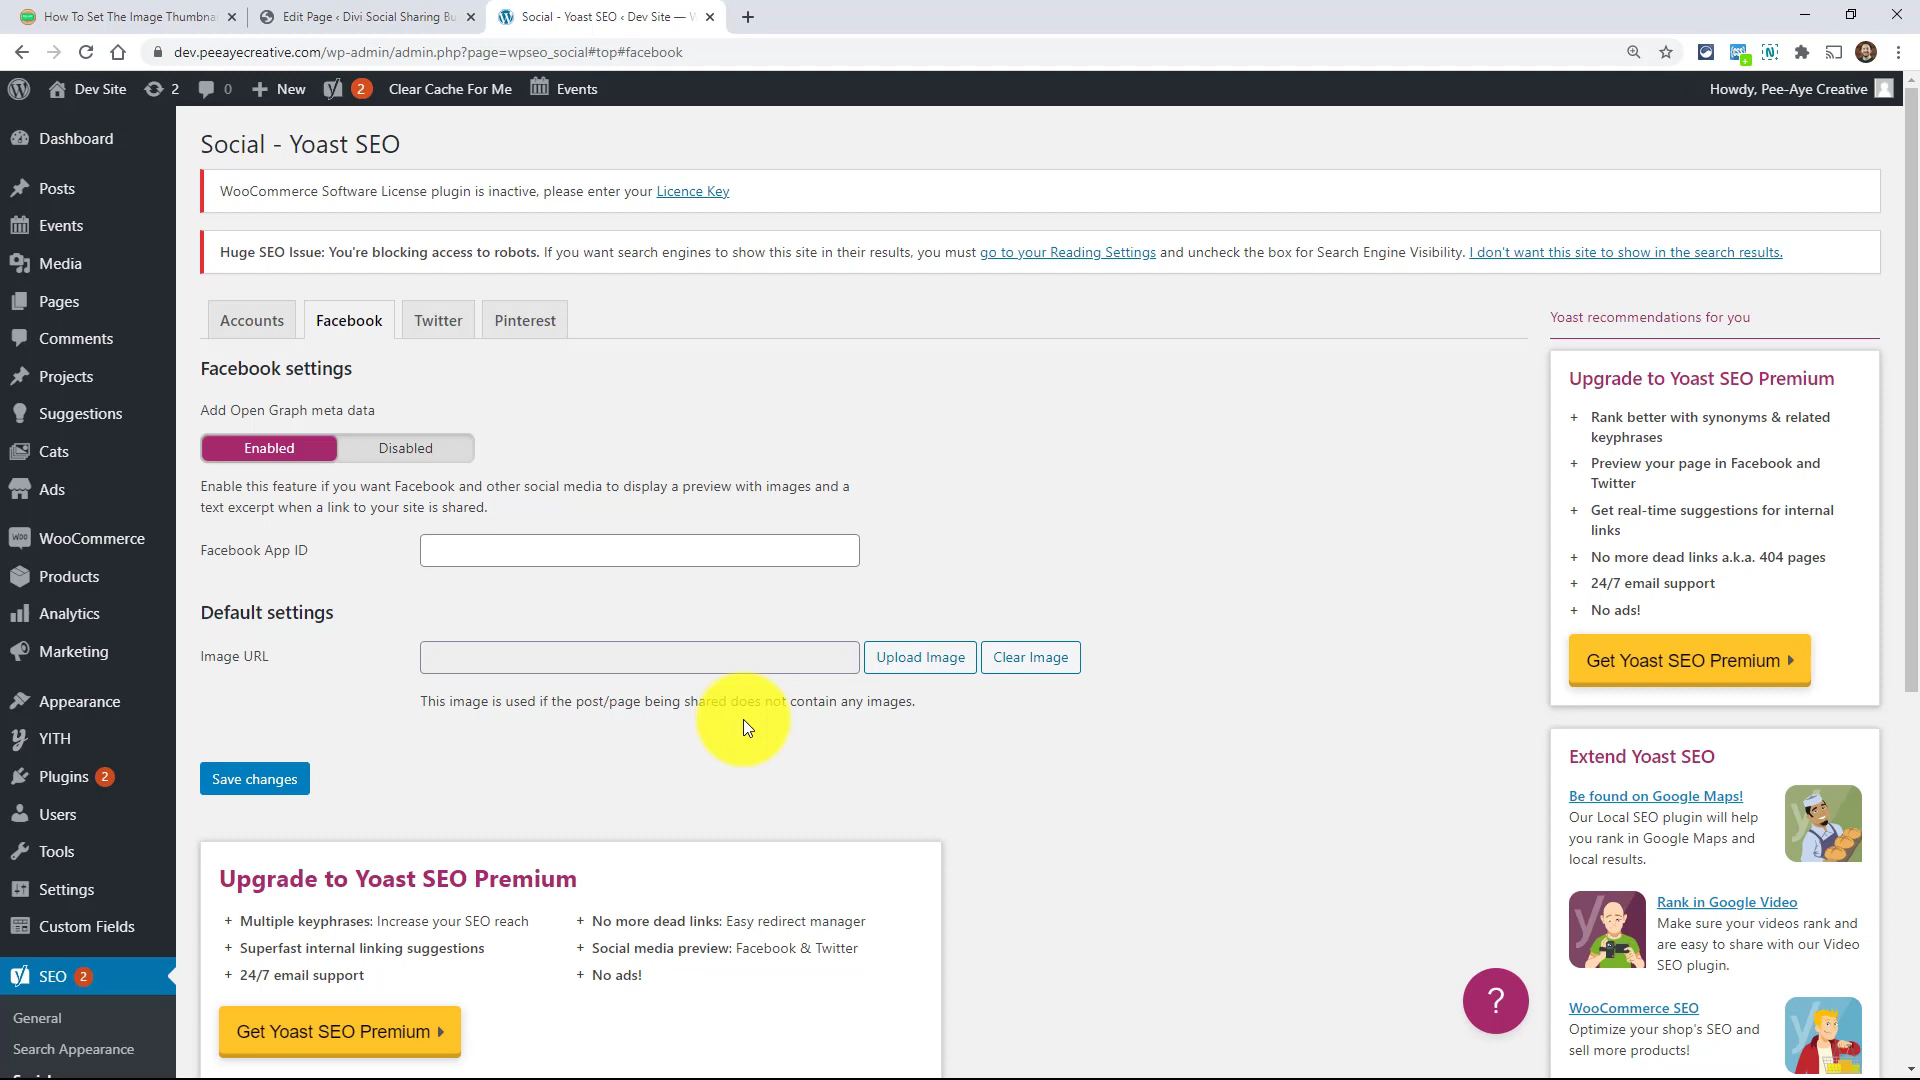 How To Set The Image Thumbna
Edit Page ‹ Divi Social Sharing Bu
Social - Yoast SEO ‹ Dev Site —
dev.peeayecreative.com/wp-admin/admin.php?page=wpseo_social#top#facebook
Dev Site
2
0
New
2
Clear Cache For Me
Events
Howdy, Pee-Aye Creative
Dashboard
Posts
Events
Media
Pages
Comments
Projects
Suggestions
Cats
Ads
WooCommerce
Products
Analytics
Marketing
Appearance
YITH
Plugins 2
Users
Tools
Settings
Custom Fields
SEO 2
General
Search Appearance
Social - Yoast SEO
WooCommerce Software License plugin is inactive, please enter your Licence Key
Huge SEO Issue: You're blocking access to robots. If you want search engines to show this site in their results, you must go to your Reading Settings and uncheck the box for Search Engine Visibility. I don't want this site to show in the search results.
Accounts
Facebook
Twitter
Pinterest
Facebook settings
Add Open Graph meta data
Enabled
Disabled
Enable this feature if you want Facebook and other social media to display a preview with images and a
text excerpt when a link to your site is shared.
Facebook App ID
Default settings
Image URL
Upload Image
Clear Image
This image is used if the post/page being shared does not contain any images.
Save changes
Upgrade to Yoast SEO Premium
+ Multiple keyphrases: Increase your SEO reach
+ Superfast internal linking suggestions
+ 24/7 email support
+ No more dead links: Easy redirect manager
+ Social media preview: Facebook & Twitter
+ No ads!
Get Yoast SEO Premium
?
Yoast recommendations for you
Upgrade to Yoast SEO Premium
+ Rank better with synonyms & related
keyphrases
+ Preview your page in Facebook and
Twitter
+ Get real-time suggestions for internal
links
+ No more dead links a.k.a. 404 pages
+ 24/7 email support
+ No ads!
Get Yoast SEO Premium
Extend Yoast SEO
Be found on Google Maps!
Our Local SEO plugin will help
you rank in Google Maps and
local results.
Rank in Google Video
Make sure your videos rank and
are easy to share with our Video
SEO plugin.
WooCommerce SEO
Optimize your shop's SEO and
sell more products!